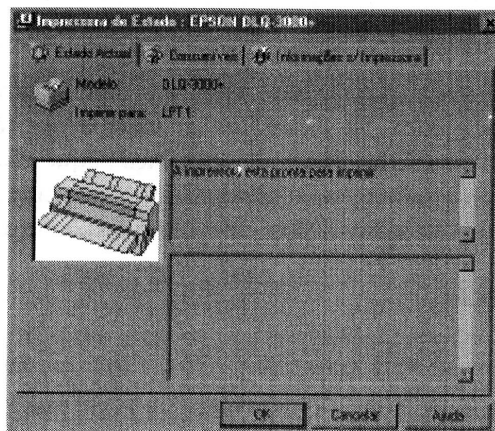 Impressora de Estado : EPSON DLQ-3000+
Estado Actual
Consumíveis
Informações s/ Impressora
Modelo: DLQ-3000+
Imprimir para: LPT1:
A impressora está pronta para imprimir
OK
Cancelar
Ajuda